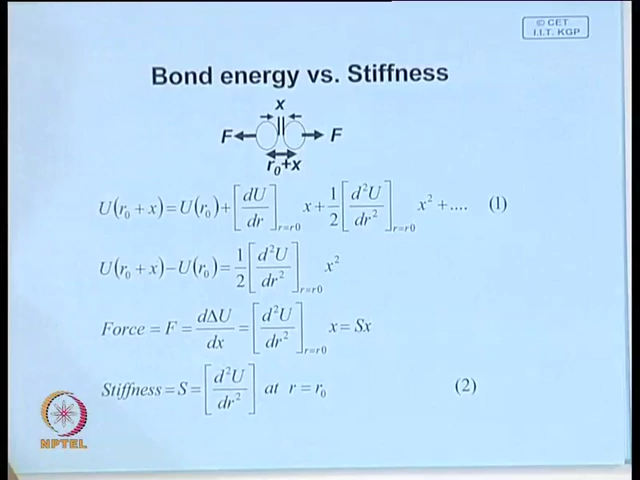 © CET
I.I.T. KGP
Bond energy vs. Stiffness
x
F F
r₀+x
U(r₀ + x) = U(r₀) + [dU/dr]_{r=r0} x + 1/2 [d²U/dr²]_{r=r0} x² + .... (1)
U(r₀ + x) − U(r₀) = 1/2 [d²U/dr²]_{r=r0} x²
Force = F = dΔU/dx = [d²U/dr²]_{r=r0} x = Sx
Stiffness = S = [d²U/dr²] at r = r₀ (2)
NPTEL